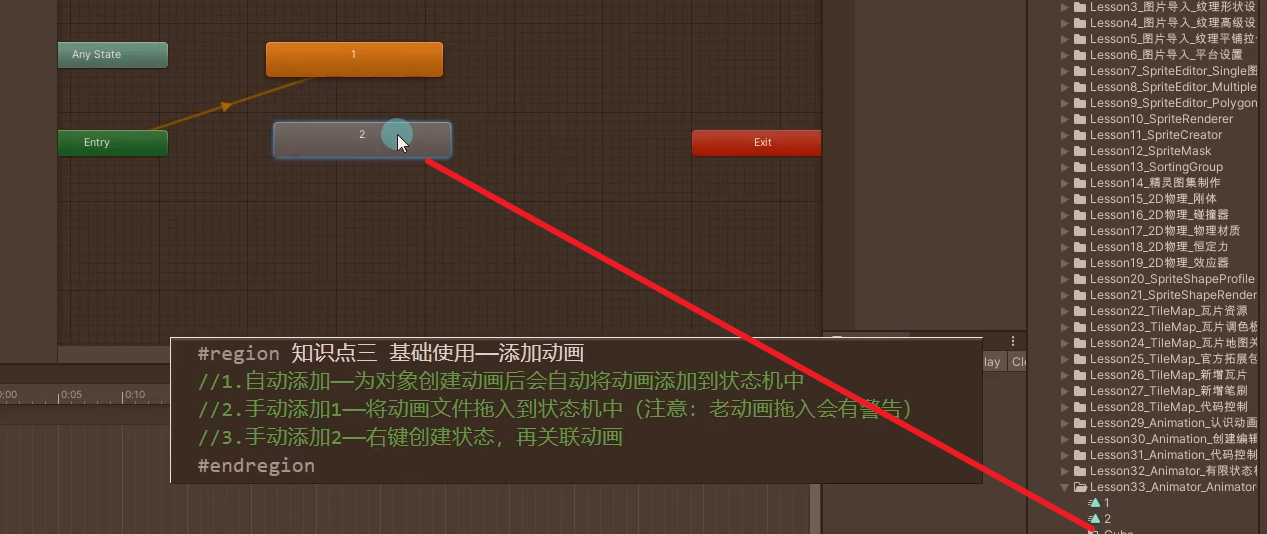 Any State
1
Entry
2
Exit
#region 知识点三 基础使用——添加动画
//1.自动添加——为对象创建动画后会自动将动画添加到状态机中
//2.手动添加1——将动画文件拖入到状态机中（注意：老动画拖入会有警告）
//3.手动添加2——右键创建状态，再关联动画
#endregion
0:00
0:05
0:10
lay
Cl
Lesson3_图片导入_纹理形状设
Lesson4_图片导入_纹理高级设
Lesson5_图片导入_纹理平铺拉
Lesson6_图片导入_平台设置
Lesson7_SpriteEditor_Single图
Lesson8_SpriteEditor_Multiple
Lesson9_SpriteEditor_Polygon
Lesson10_SpriteRenderer
Lesson11_SpriteCreator
Lesson12_SpriteMask
Lesson13_SortingGroup
Lesson14_精灵图集制作
Lesson15_2D物理_刚体
Lesson16_2D物理_碰撞器
Lesson17_2D物理_物理材质
Lesson18_2D物理_恒定力
Lesson19_2D物理_效应器
Lesson20_SpriteShapeProfile
Lesson21_SpriteShapeRender
Lesson22_TileMap_瓦片资源
Lesson23_TileMap_瓦片调色板
Lesson24_TileMap_瓦片地图关
Lesson25_TileMap_官方拓展包
Lesson26_TileMap_新增瓦片
Lesson27_TileMap_新增笔刷
Lesson28_TileMap_代码控制
Lesson29_Animation_认识动画
Lesson30_Animation_创建编辑
Lesson31_Animation_代码控制
Lesson32_Animator_有限状态机
Lesson33_Animator_Animator
1
2
Cube